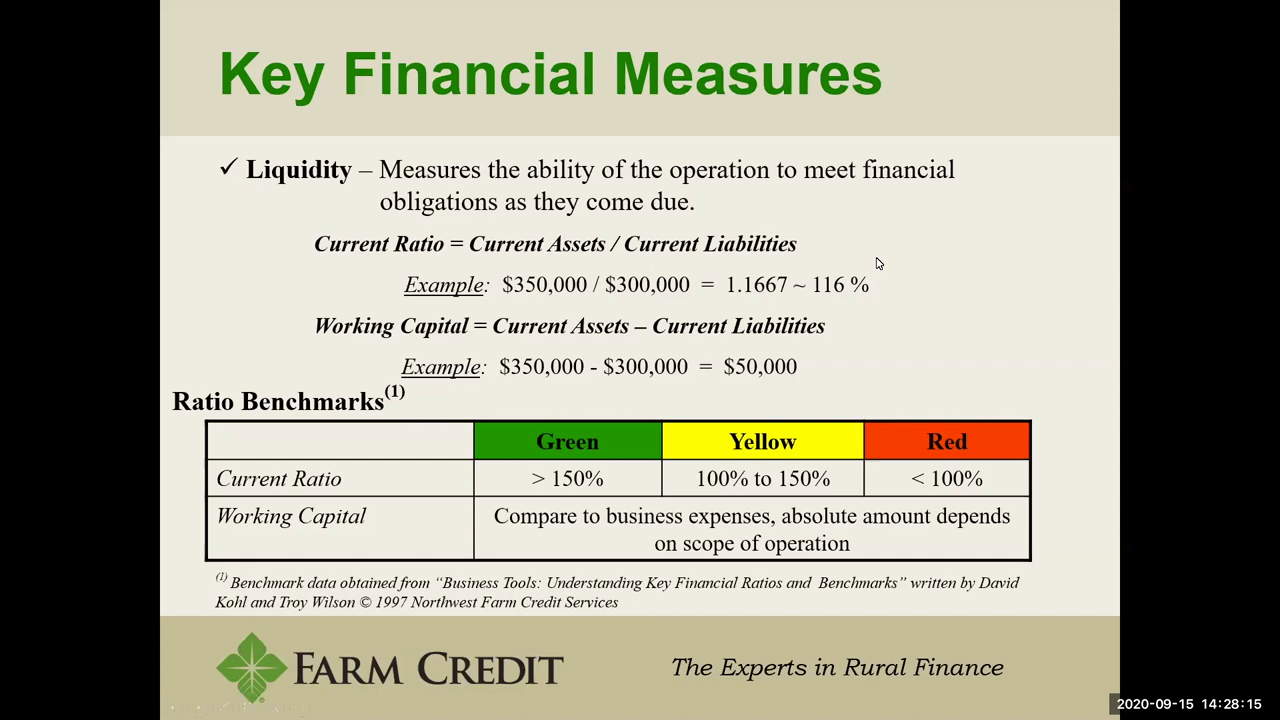 Key Financial Measures
✓ Liquidity – Measures the ability of the operation to meet financial
obligations as they come due.
Current Ratio = Current Assets / Current Liabilities
Example: $350,000 / $300,000 = 1.1667 ~ 116 %
Working Capital = Current Assets – Current Liabilities
Example: $350,000 - $300,000 = $50,000
Ratio Benchmarks(1)
Green Yellow Red
Current Ratio > 150% 100% to 150% < 100%
Working Capital Compare to business expenses, absolute amount depends
on scope of operation
(1) Benchmark data obtained from “Business Tools: Understanding Key Financial Ratios and Benchmarks” written by David
Kohl and Troy Wilson © 1997 Northwest Farm Credit Services
FARM CREDIT
The Experts in Rural Finance
2020-09-15 14:28:15